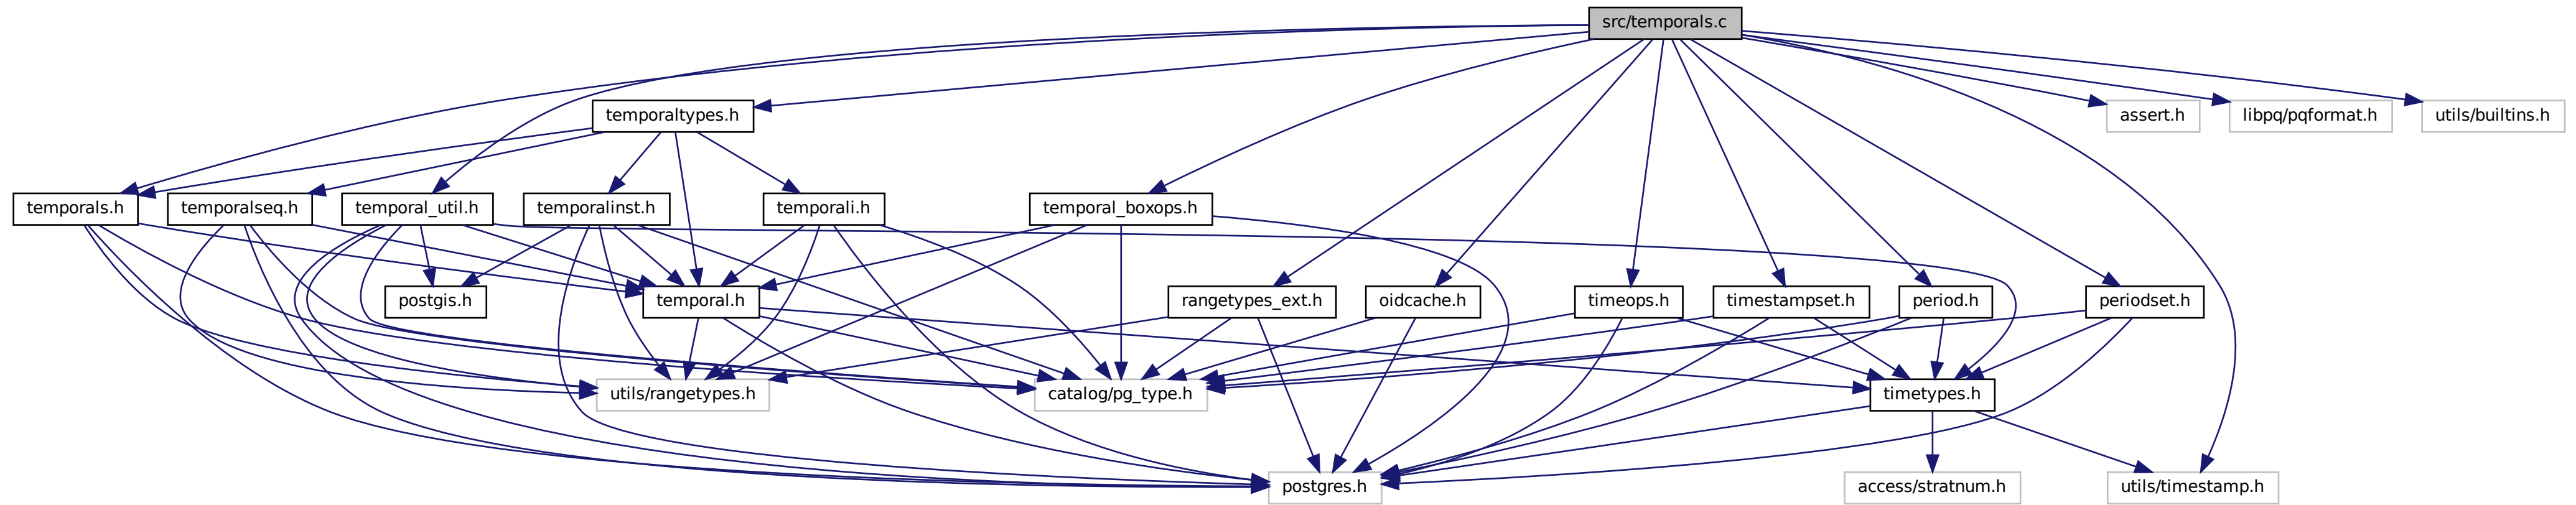 src/temporals.c
temporaltypes.h
assert.h
libpq/pqformat.h
utils/builtins.h
temporals.h
temporalseq.h
temporal_util.h
temporalinst.h
temporali.h
temporal_boxops.h
postgis.h
temporal.h
rangetypes_ext.h
oidcache.h
timeops.h
timestampset.h
period.h
periodset.h
utils/rangetypes.h
catalog/pg_type.h
timetypes.h
postgres.h
access/stratnum.h
utils/timestamp.h